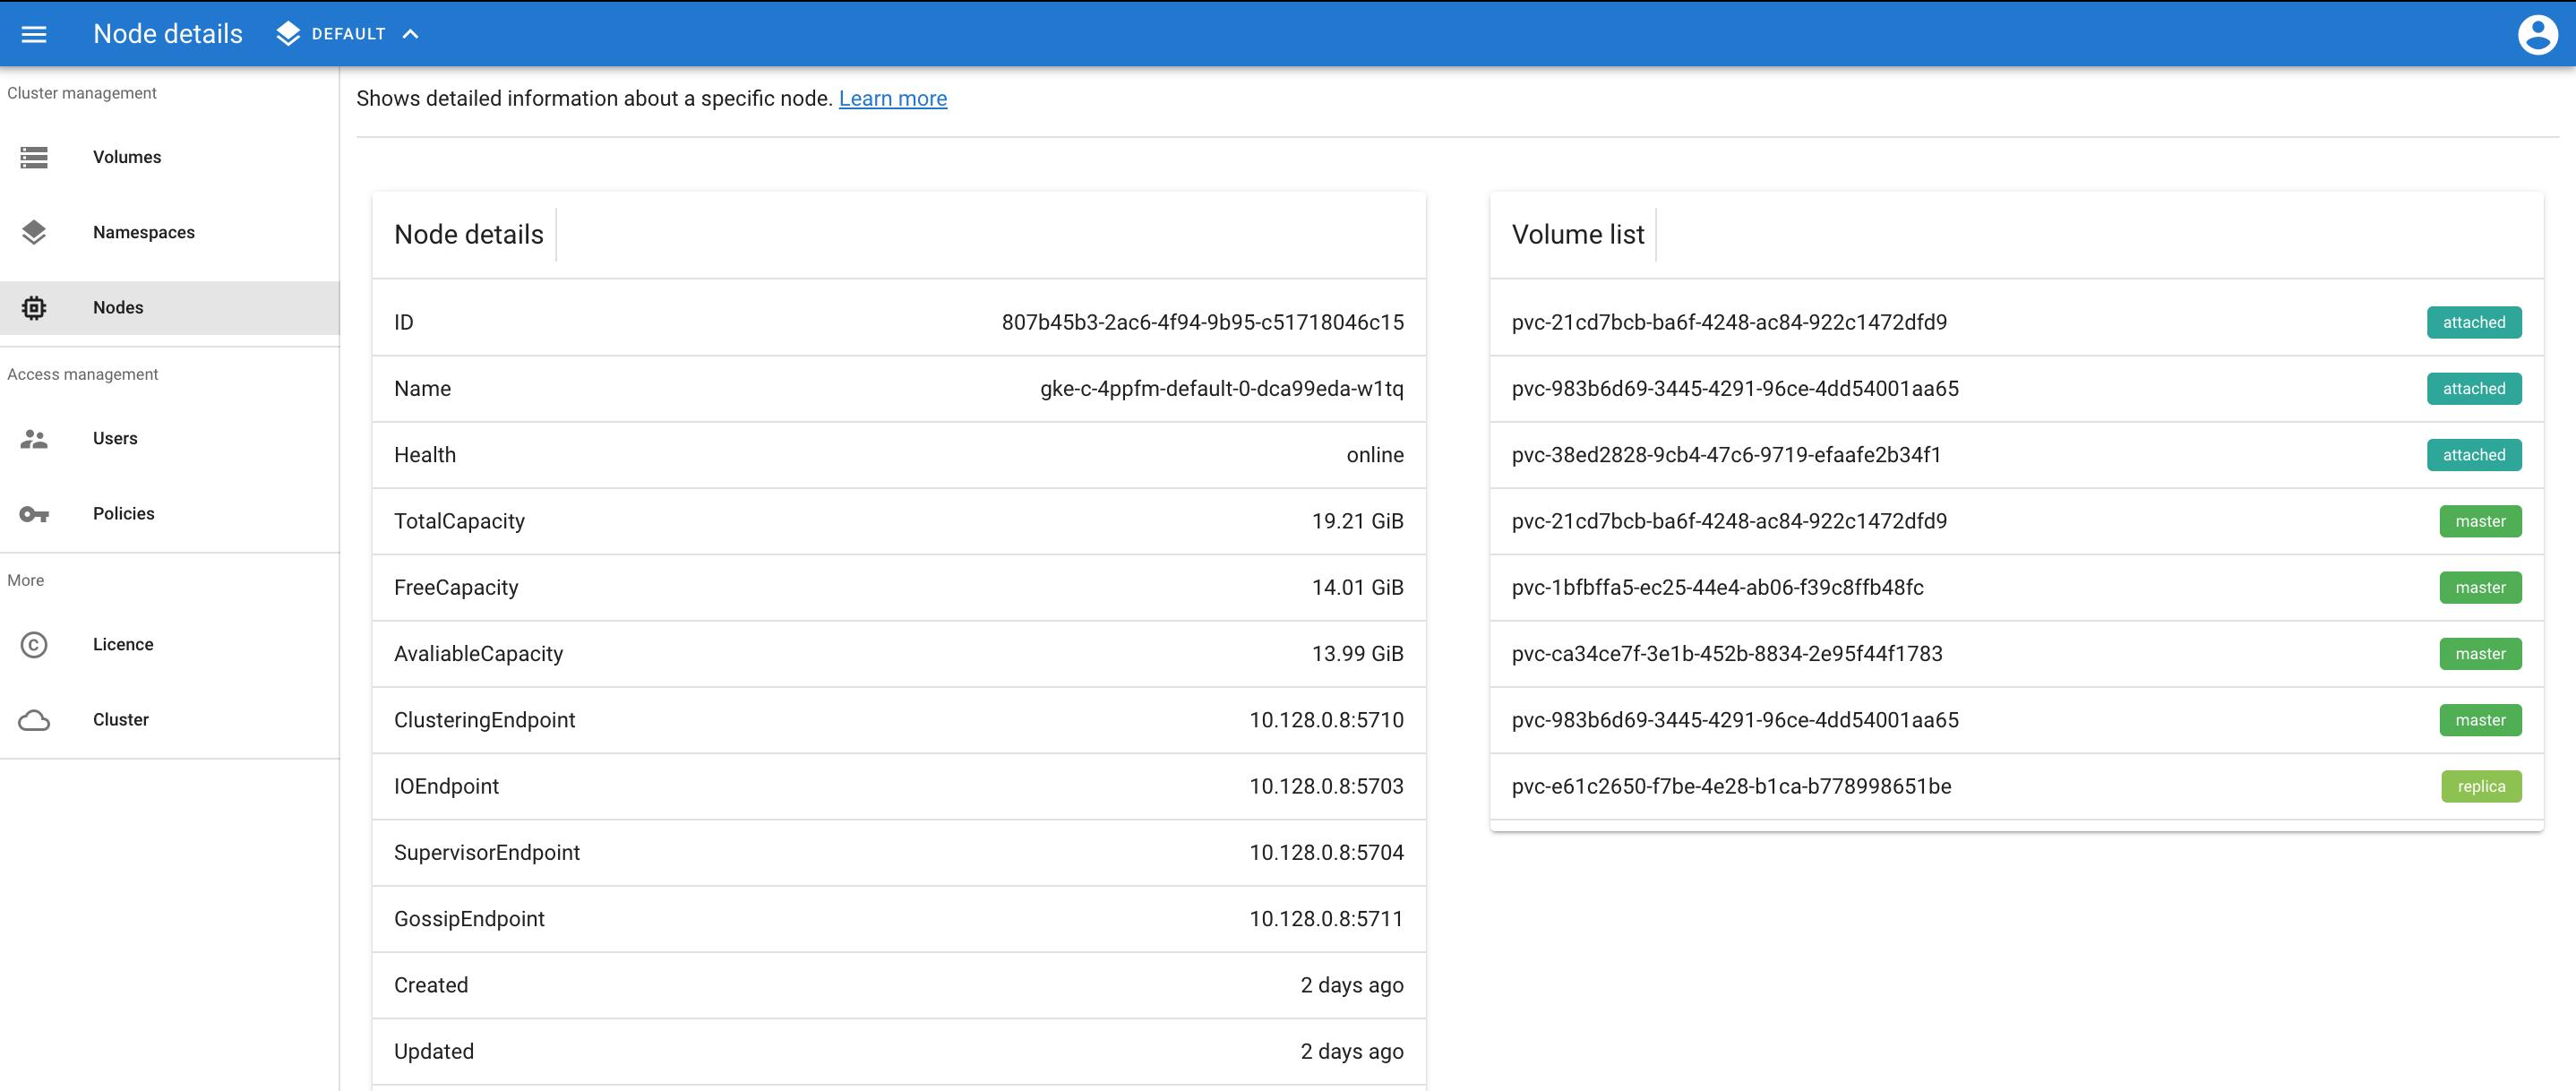 Node details DEFAULT
Cluster management
Volumes
Namespaces
Nodes
Access management
Users
Policies
More
Licence
Cluster
Shows detailed information about a specific node. Learn more
Node details
ID 807b45b3-2ac6-4f94-9b95-c51718046c15
Name gke-c-4ppfm-default-0-dca99eda-w1tq
Health online
TotalCapacity 19.21 GiB
FreeCapacity 14.01 GiB
AvaliableCapacity 13.99 GiB
ClusteringEndpoint 10.128.0.8:5710
IOEndpoint 10.128.0.8:5703
SupervisorEndpoint 10.128.0.8:5704
GossipEndpoint 10.128.0.8:5711
Created 2 days ago
Updated 2 days ago
Volume list
pvc-21cd7bcb-ba6f-4248-ac84-922c1472dfd9 attached
pvc-983b6d69-3445-4291-96ce-4dd54001aa65 attached
pvc-38ed2828-9cb4-47c6-9719-efaafe2b34f1 attached
pvc-21cd7bcb-ba6f-4248-ac84-922c1472dfd9 master
pvc-1bfbffa5-ec25-44e4-ab06-f39c8ffb48fc master
pvc-ca34ce7f-3e1b-452b-8834-2e95f44f1783 master
pvc-983b6d69-3445-4291-96ce-4dd54001aa65 master
pvc-e61c2650-f7be-4e28-b1ca-b778998651be replica